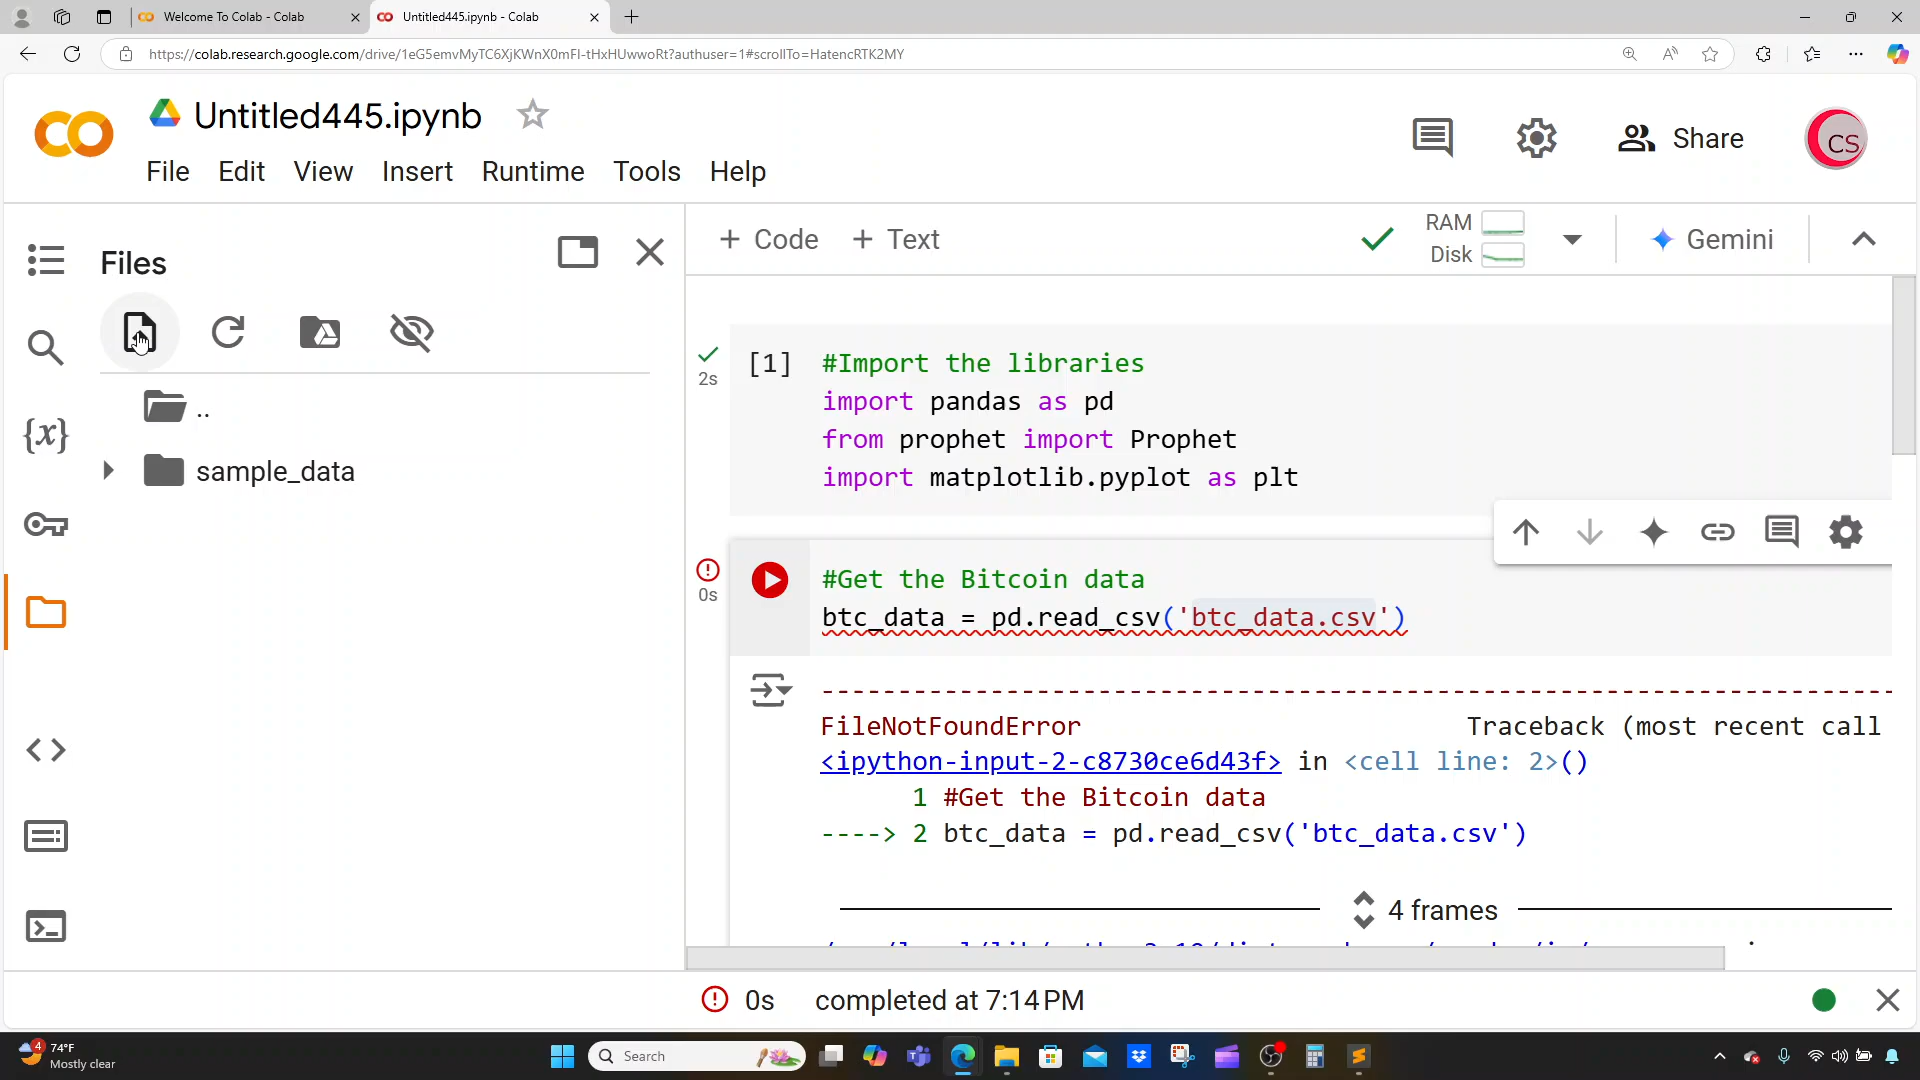 Welcome To Colab - Colab
Untitled445.ipynb - Colab
https://colab.research.google.com/drive/1eG5emvMyTC6XjKWnX0mFI-tHxHUwwoRt?authuser=1#scrollTo=HatencRTK2MY
Untitled445.ipynb
File Edit View Insert Runtime Tools Help
Share
CS
Files
+ Code + Text
RAM
Disk
Gemini
..
sample_data
2s
[1]
#Import the libraries
import pandas as pd
from prophet import Prophet
import matplotlib.pyplot as plt
0s
#Get the Bitcoin data
btc_data = pd.read_csv('btc_data.csv')
FileNotFoundError Traceback (most recent call
<ipython-input-2-c8730ce6d43f> in <cell line: 2>()
1 #Get the Bitcoin data
----> 2 btc_data = pd.read_csv('btc_data.csv')
4 frames
0s completed at 7:14 PM
4
74°F
Mostly clear
Search